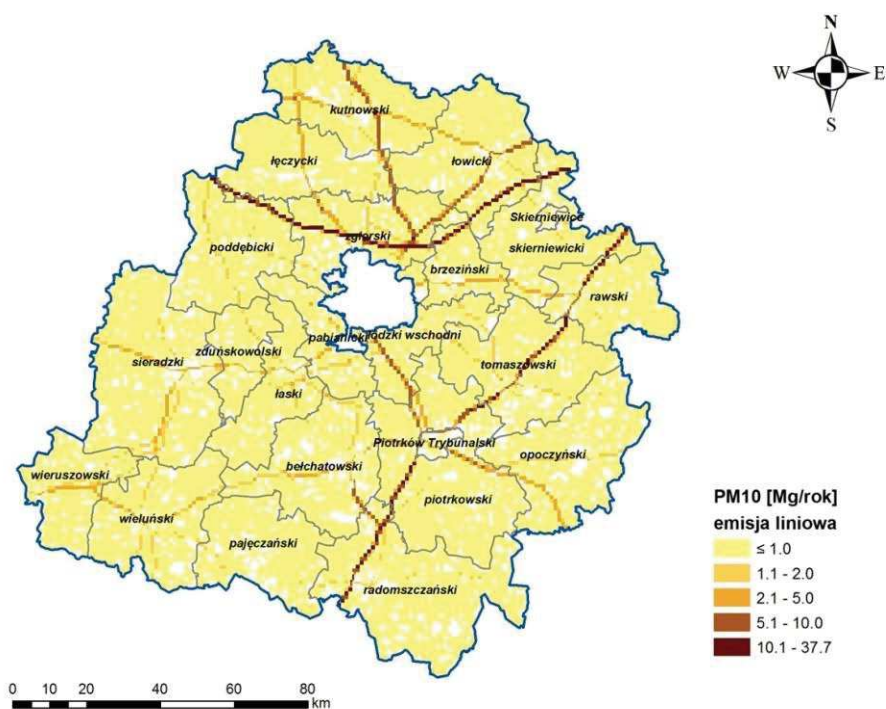 N
W E
S
kutnowski
łęczycki
łowicki
Skierniewice
zgierski
skierniewicki
poddębicki
brzeziński
rawski
pabianicki
łódzki wschodni
zduńskowolski
sieradzki
tomaszowski
łaski
Piotrków Trybunalski
opoczyński
bełchatowski
wieruszowski
piotrkowski
wieluński
pajęczański
radomszczański
PM10 [Mg/rok]
emisja liniowa
≤ 1.0
1.1 - 2.0
2.1 - 5.0
5.1 - 10.0
10.1 - 37.7
0 10 20 40 60 80
km